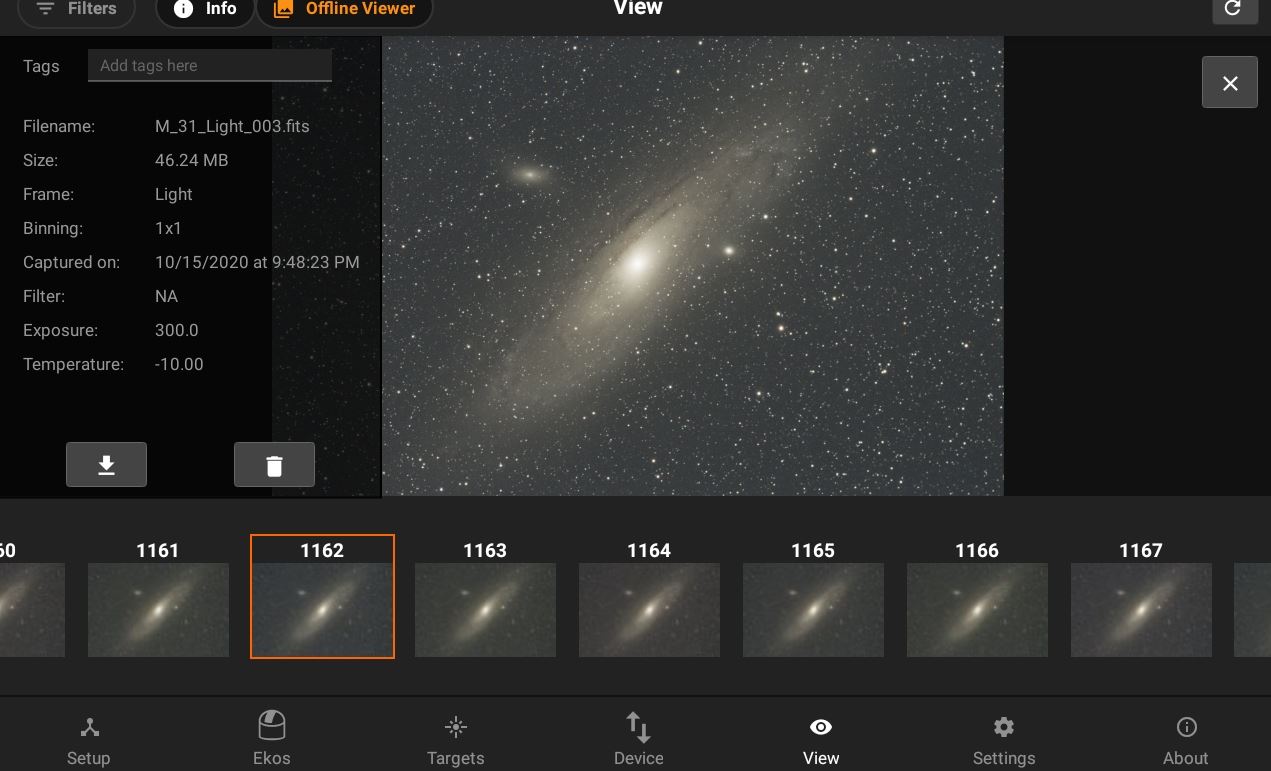 Filters Info Offline Viewer View
Tags Add tags here
Filename: M_31_Light_003.fits
Size: 46.24 MB
Frame: Light
Binning: 1x1
Captured on: 10/15/2020 at 9:48:23 PM
Filter: NA
Exposure: 300.0
Temperature: -10.00
60 1161 1162 1163 1164 1165 1166 1167
Setup Ekos Targets Device View Settings About